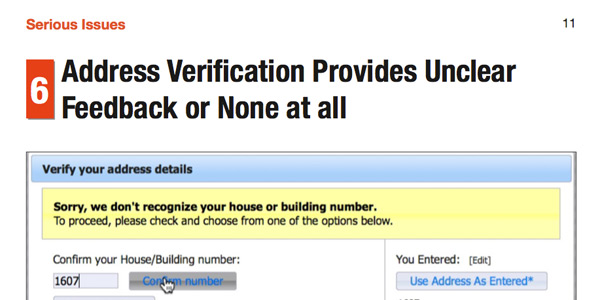 Serious Issues
11
6
Address Verification Provides Unclear
Feedback or None at all
Verify your address details
Sorry, we don't recognize your house or building number.
To proceed, please check and choose from one of the options below.
Confirm your House/Building number:
You Entered: [Edit]
1607
Confirm number
Use Address As Entered*